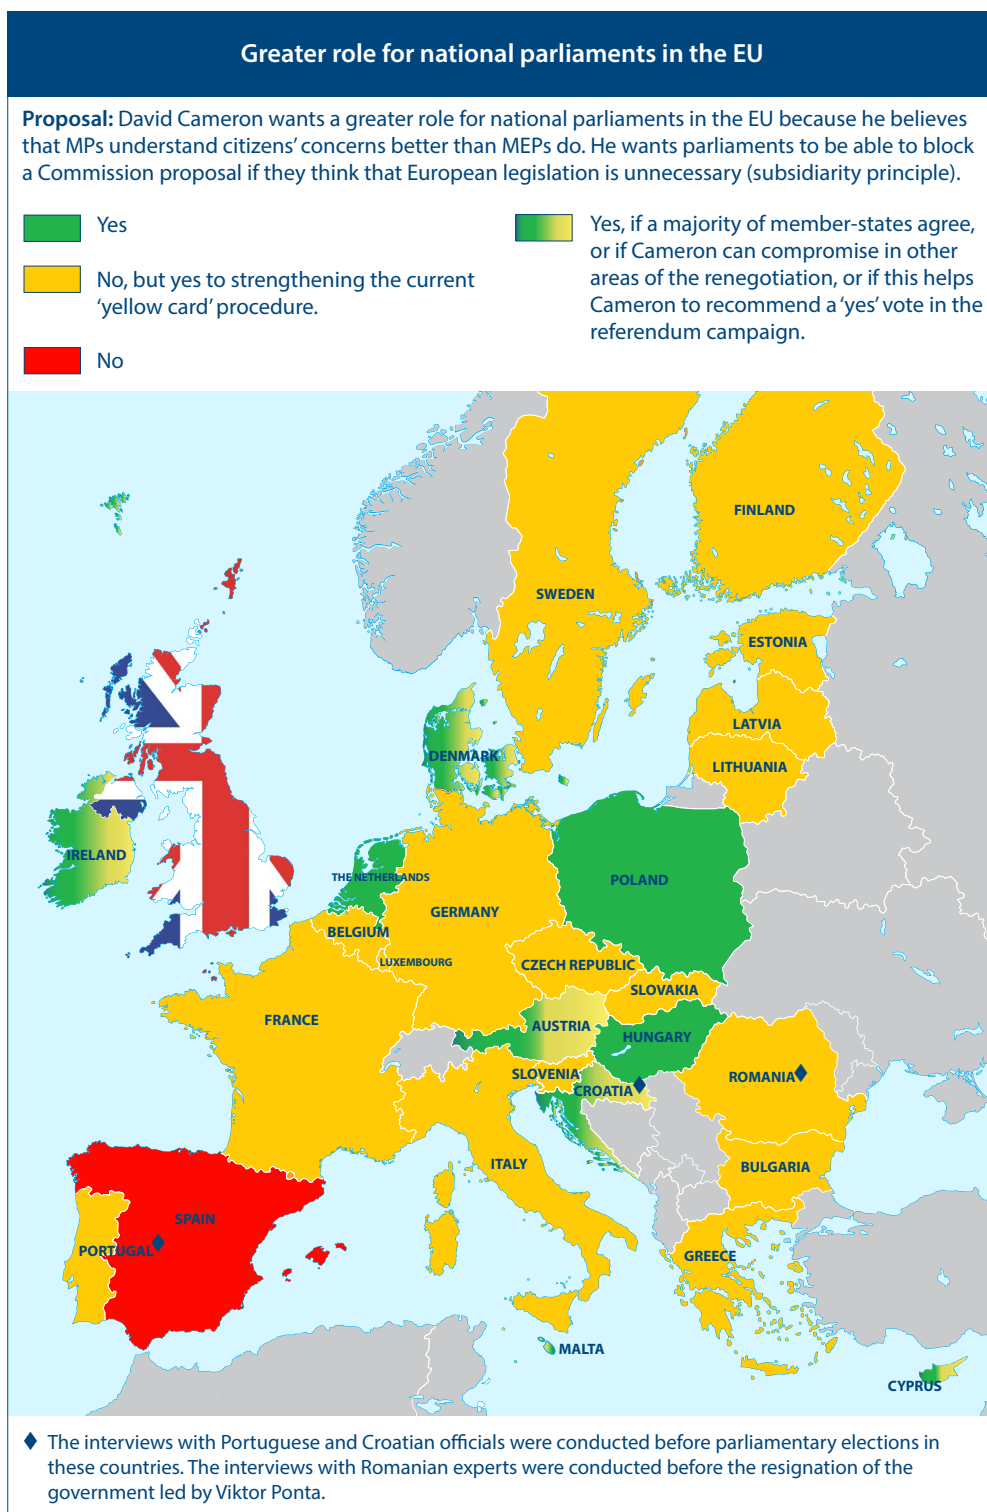 Greater role for national parliaments in the EU
Proposal: David Cameron wants a greater role for national parliaments in the EU because he believes
that MPs understand citizens’ concerns better than MEPs do. He wants parliaments to be able to block
a Commission proposal if they think that European legislation is unnecessary (subsidiarity principle).
Yes
No, but yes to strengthening the current
‘yellow card’ procedure.
No
Yes, if a majority of member-states agree,
or if Cameron can compromise in other
areas of the renegotiation, or if this helps
Cameron to recommend a ‘yes’ vote in the
referendum campaign.
FINLAND
SWEDEN
ESTONIA
LATVIA
DENMARK
LITHUANIA
IRELAND
THE NETHERLANDS
POLAND
GERMANY
BELGIUM
LUXEMBOURG
CZECH REPUBLIC
SLOVAKIA
FRANCE
AUSTRIA
HUNGARY
SLOVENIA
ROMANIA
CROATIA
ITALY
BULGARIA
SPAIN
PORTUGAL
GREECE
MALTA
CYPRUS
The interviews with Portuguese and Croatian officials were conducted before parliamentary elections in
these countries. The interviews with Romanian experts were conducted before the resignation of the
government led by Viktor Ponta.